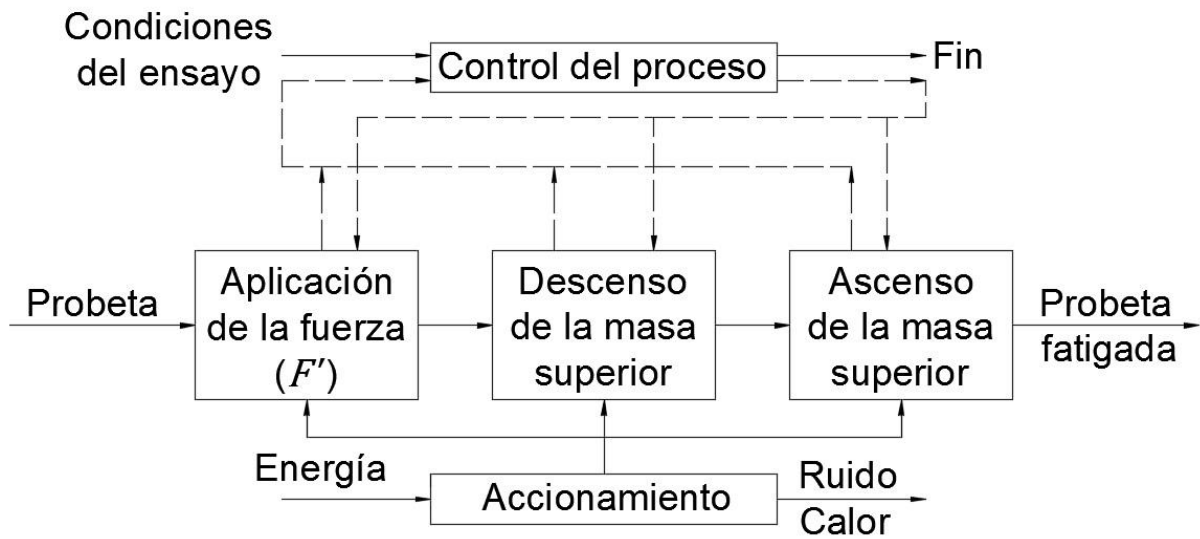 Condiciones
del ensayo
Control del proceso
Fin
Probeta
Aplicación
de la fuerza
(F')
Descenso
de la masa
superior
Ascenso
de la masa
superior
Probeta
fatigada
Energía
Accionamiento
Ruido
Calor